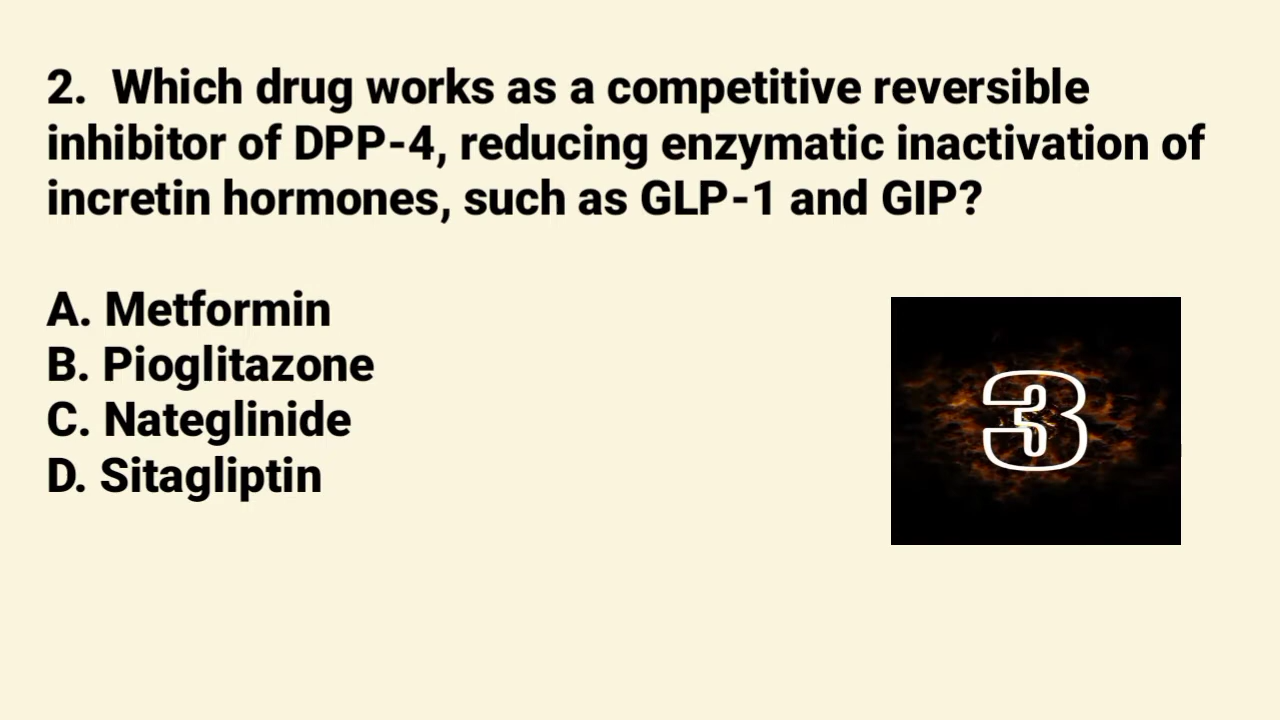 2. Which drug works as a competitive reversible
inhibitor of DPP-4, reducing enzymatic inactivation of
incretin hormones, such as GLP-1 and GIP?
A. Metformin
B. Pioglitazone
C. Nateglinide
D. Sitagliptin
3